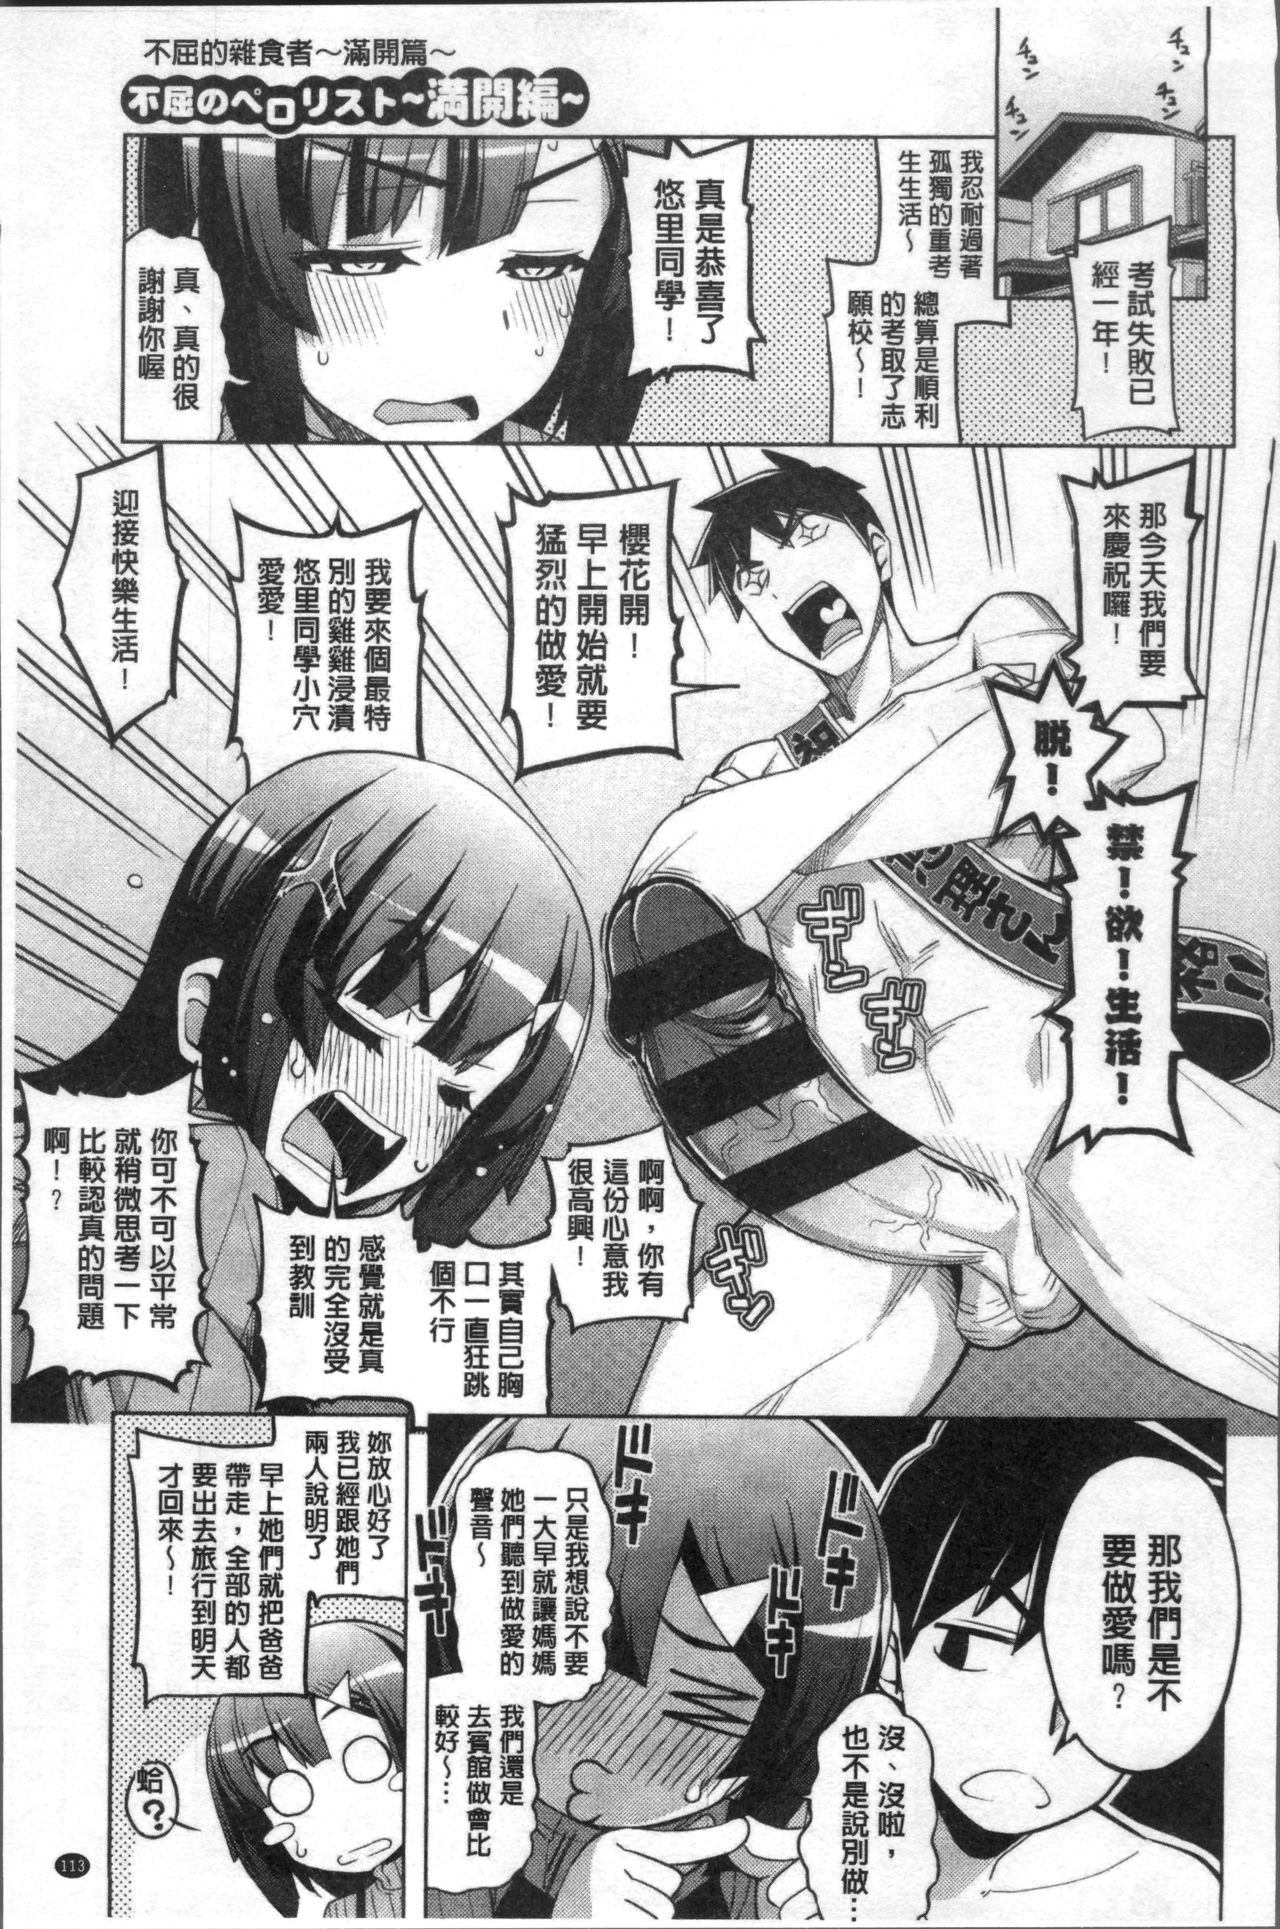 不屈的雜食者～滿開篇～
不屈のペロリスト～満開編～
チュン
チュン
チュン
チュン
考試失敗已
經一年！
我忍耐過著
孤獨的重考
生生活～
總算是順利
的考取了志
願校～！
真是恭喜了
悠里同學！
真、真的很
謝謝你喔
那今天我們要
來慶祝囉！
脫！
禁！欲！生活！
櫻花開！
早上開始就要
猛烈的做愛！
我要來個最特
別的雞雞浸漬
悠里同學小穴
愛愛！
迎接快樂生活！
祝
理さん
格!!
ギギーン
ギギーン
ギギーン
啊啊，你有
這份心意我
很高興！
其實自己胸
口一直狂跳
個不行
感覺就是真
的完全沒受
到教訓
你可不可以平常
就稍微思考一下
比較認真的問題
啊！？
那我們是不
要做愛嗎？
沒、沒啦，
也不是說別做…
ドキ
ドキ
ドキ
ドキ
只是我想說不要
一大早就讓媽媽
她們聽到做愛的
聲音～
我們還是
去賓館做會比
較好～…
妳放心好了
我已經跟她們
兩人說明了
早上她們就把爸爸
帶走，全部的人都
要出去旅行到明天
才回來～！
蛤？
113